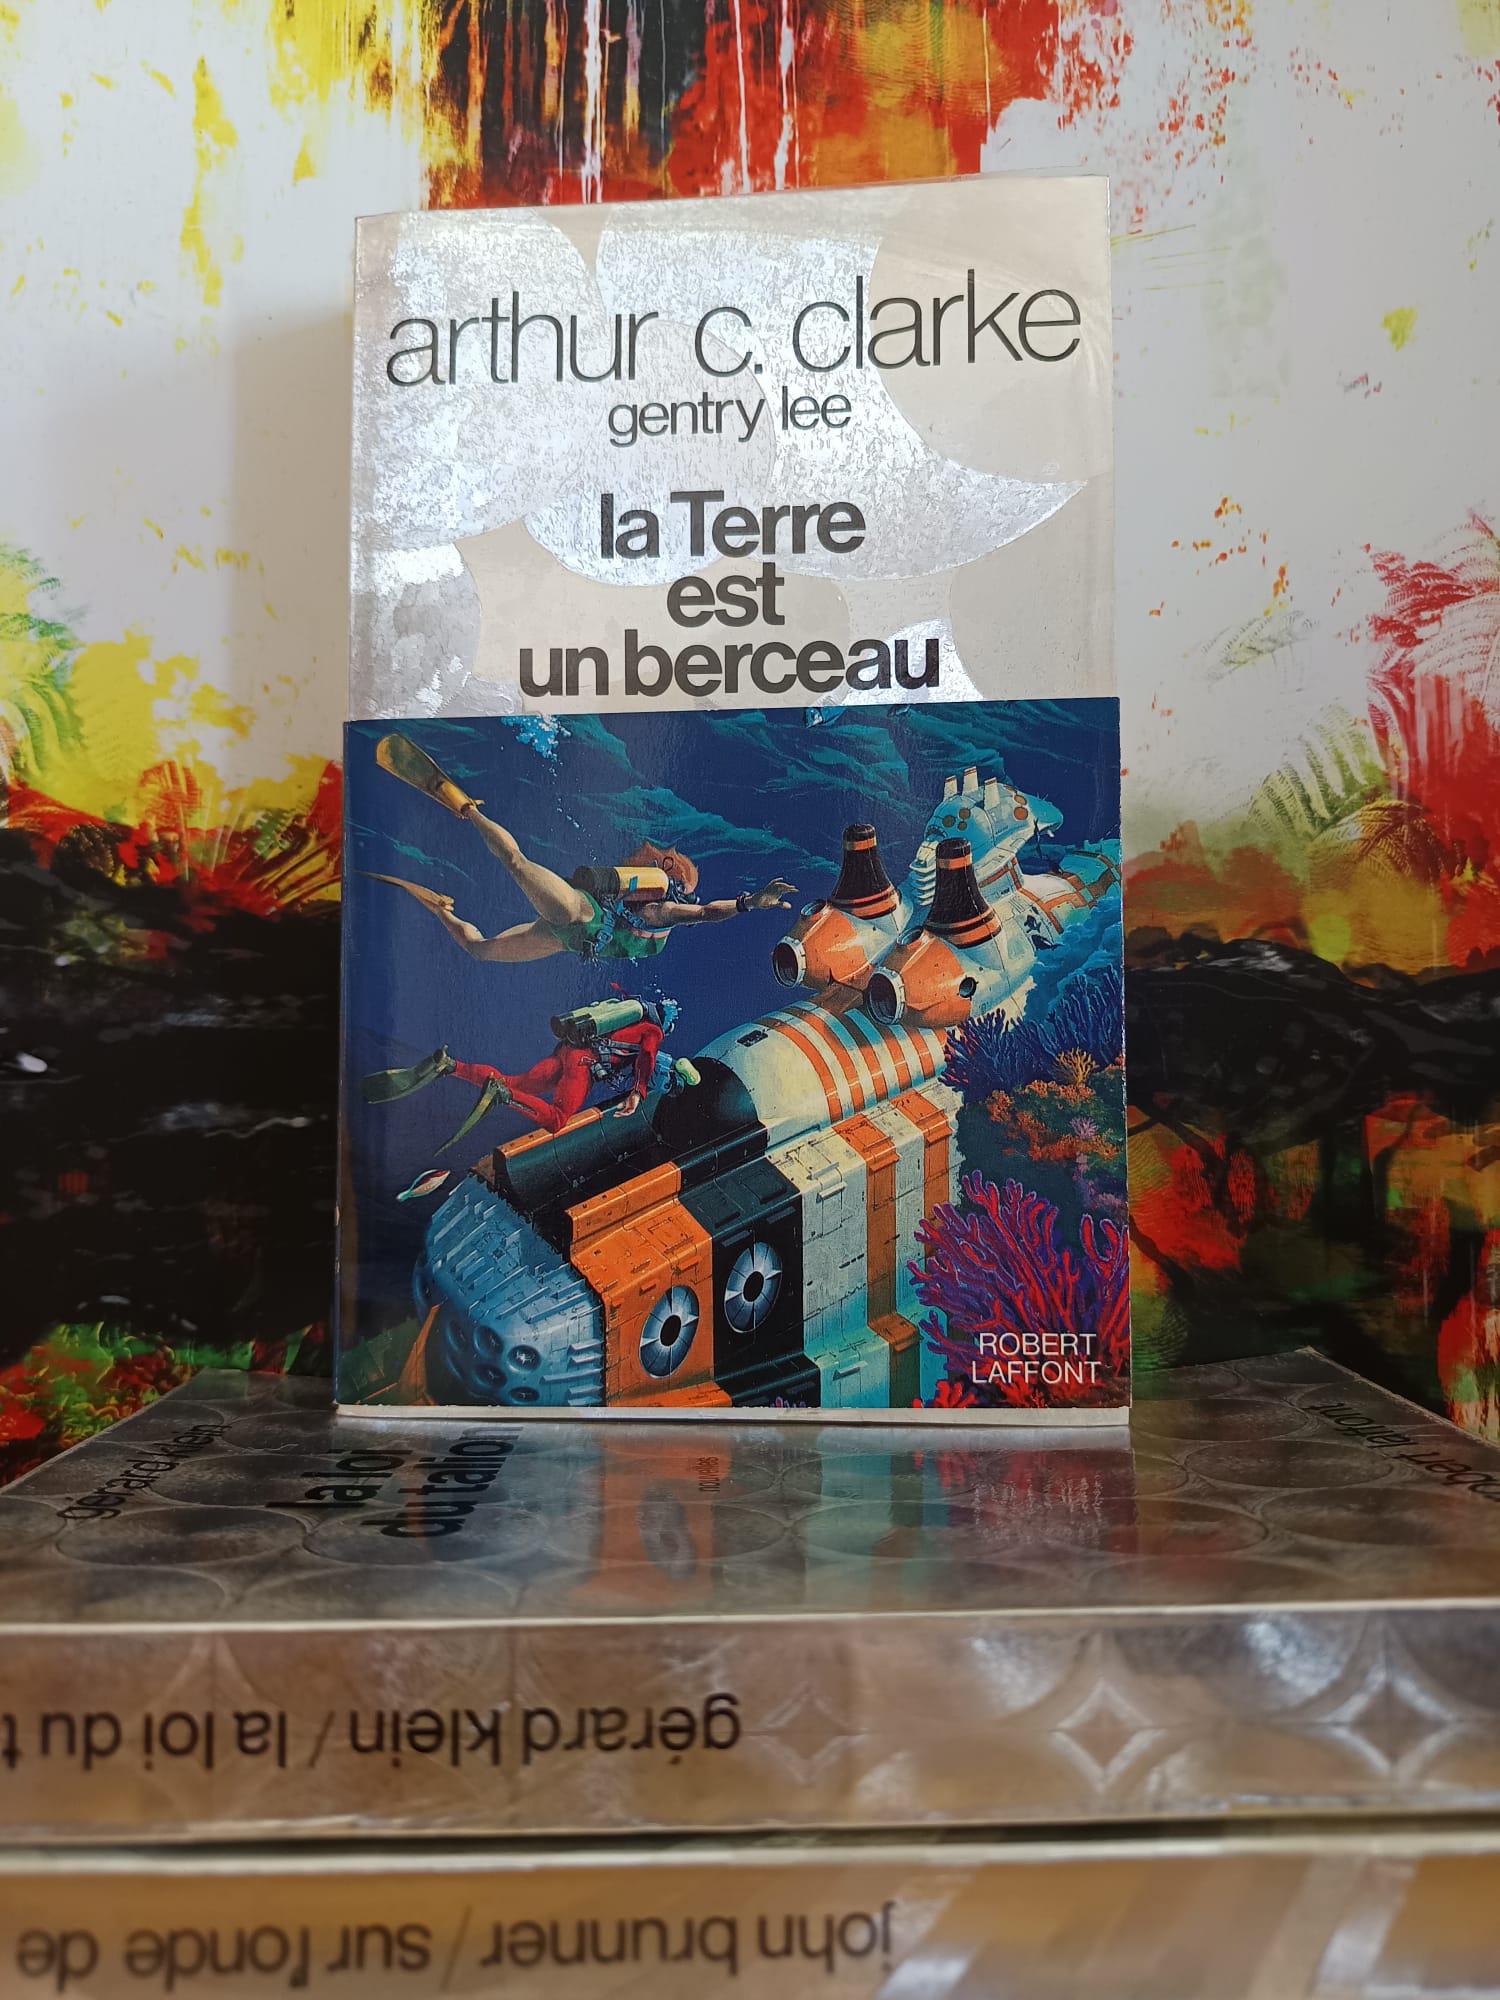 arthur c. clarke
gentry lee
la Terre
est
un berceau
ROBERT
LAFFONT
gérard klein
la loi
du talion
nouvelles
robert laffont
gérard klein / la loi du t
john brunner / sur l'onde de